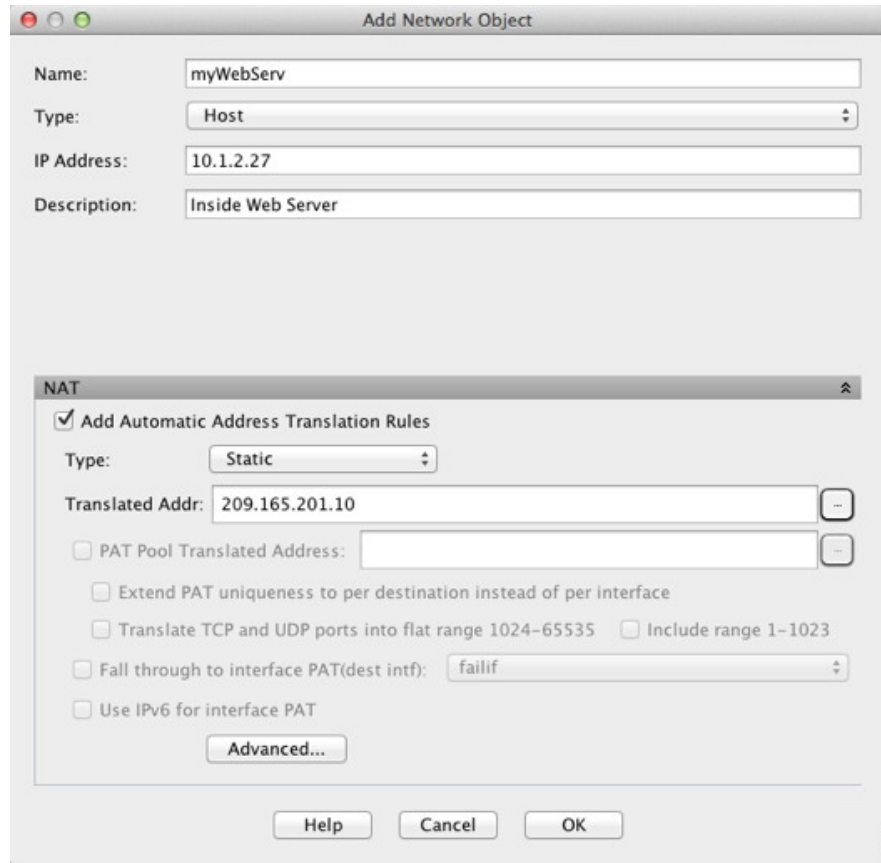 Add Network Object
Name: myWebServ
Type: Host
IP Address: 10.1.2.27
Description: Inside Web Server
NAT
Add Automatic Address Translation Rules
Type: Static
Translated Addr: 209.165.201.10 ...
PAT Pool Translated Address: ...
Extend PAT uniqueness to per destination instead of per interface
Translate TCP and UDP ports into flat range 1024-65535 Include range 1-1023
Fall through to interface PAT(dest intf): failif
Use IPv6 for interface PAT
Advanced...
Help Cancel OK